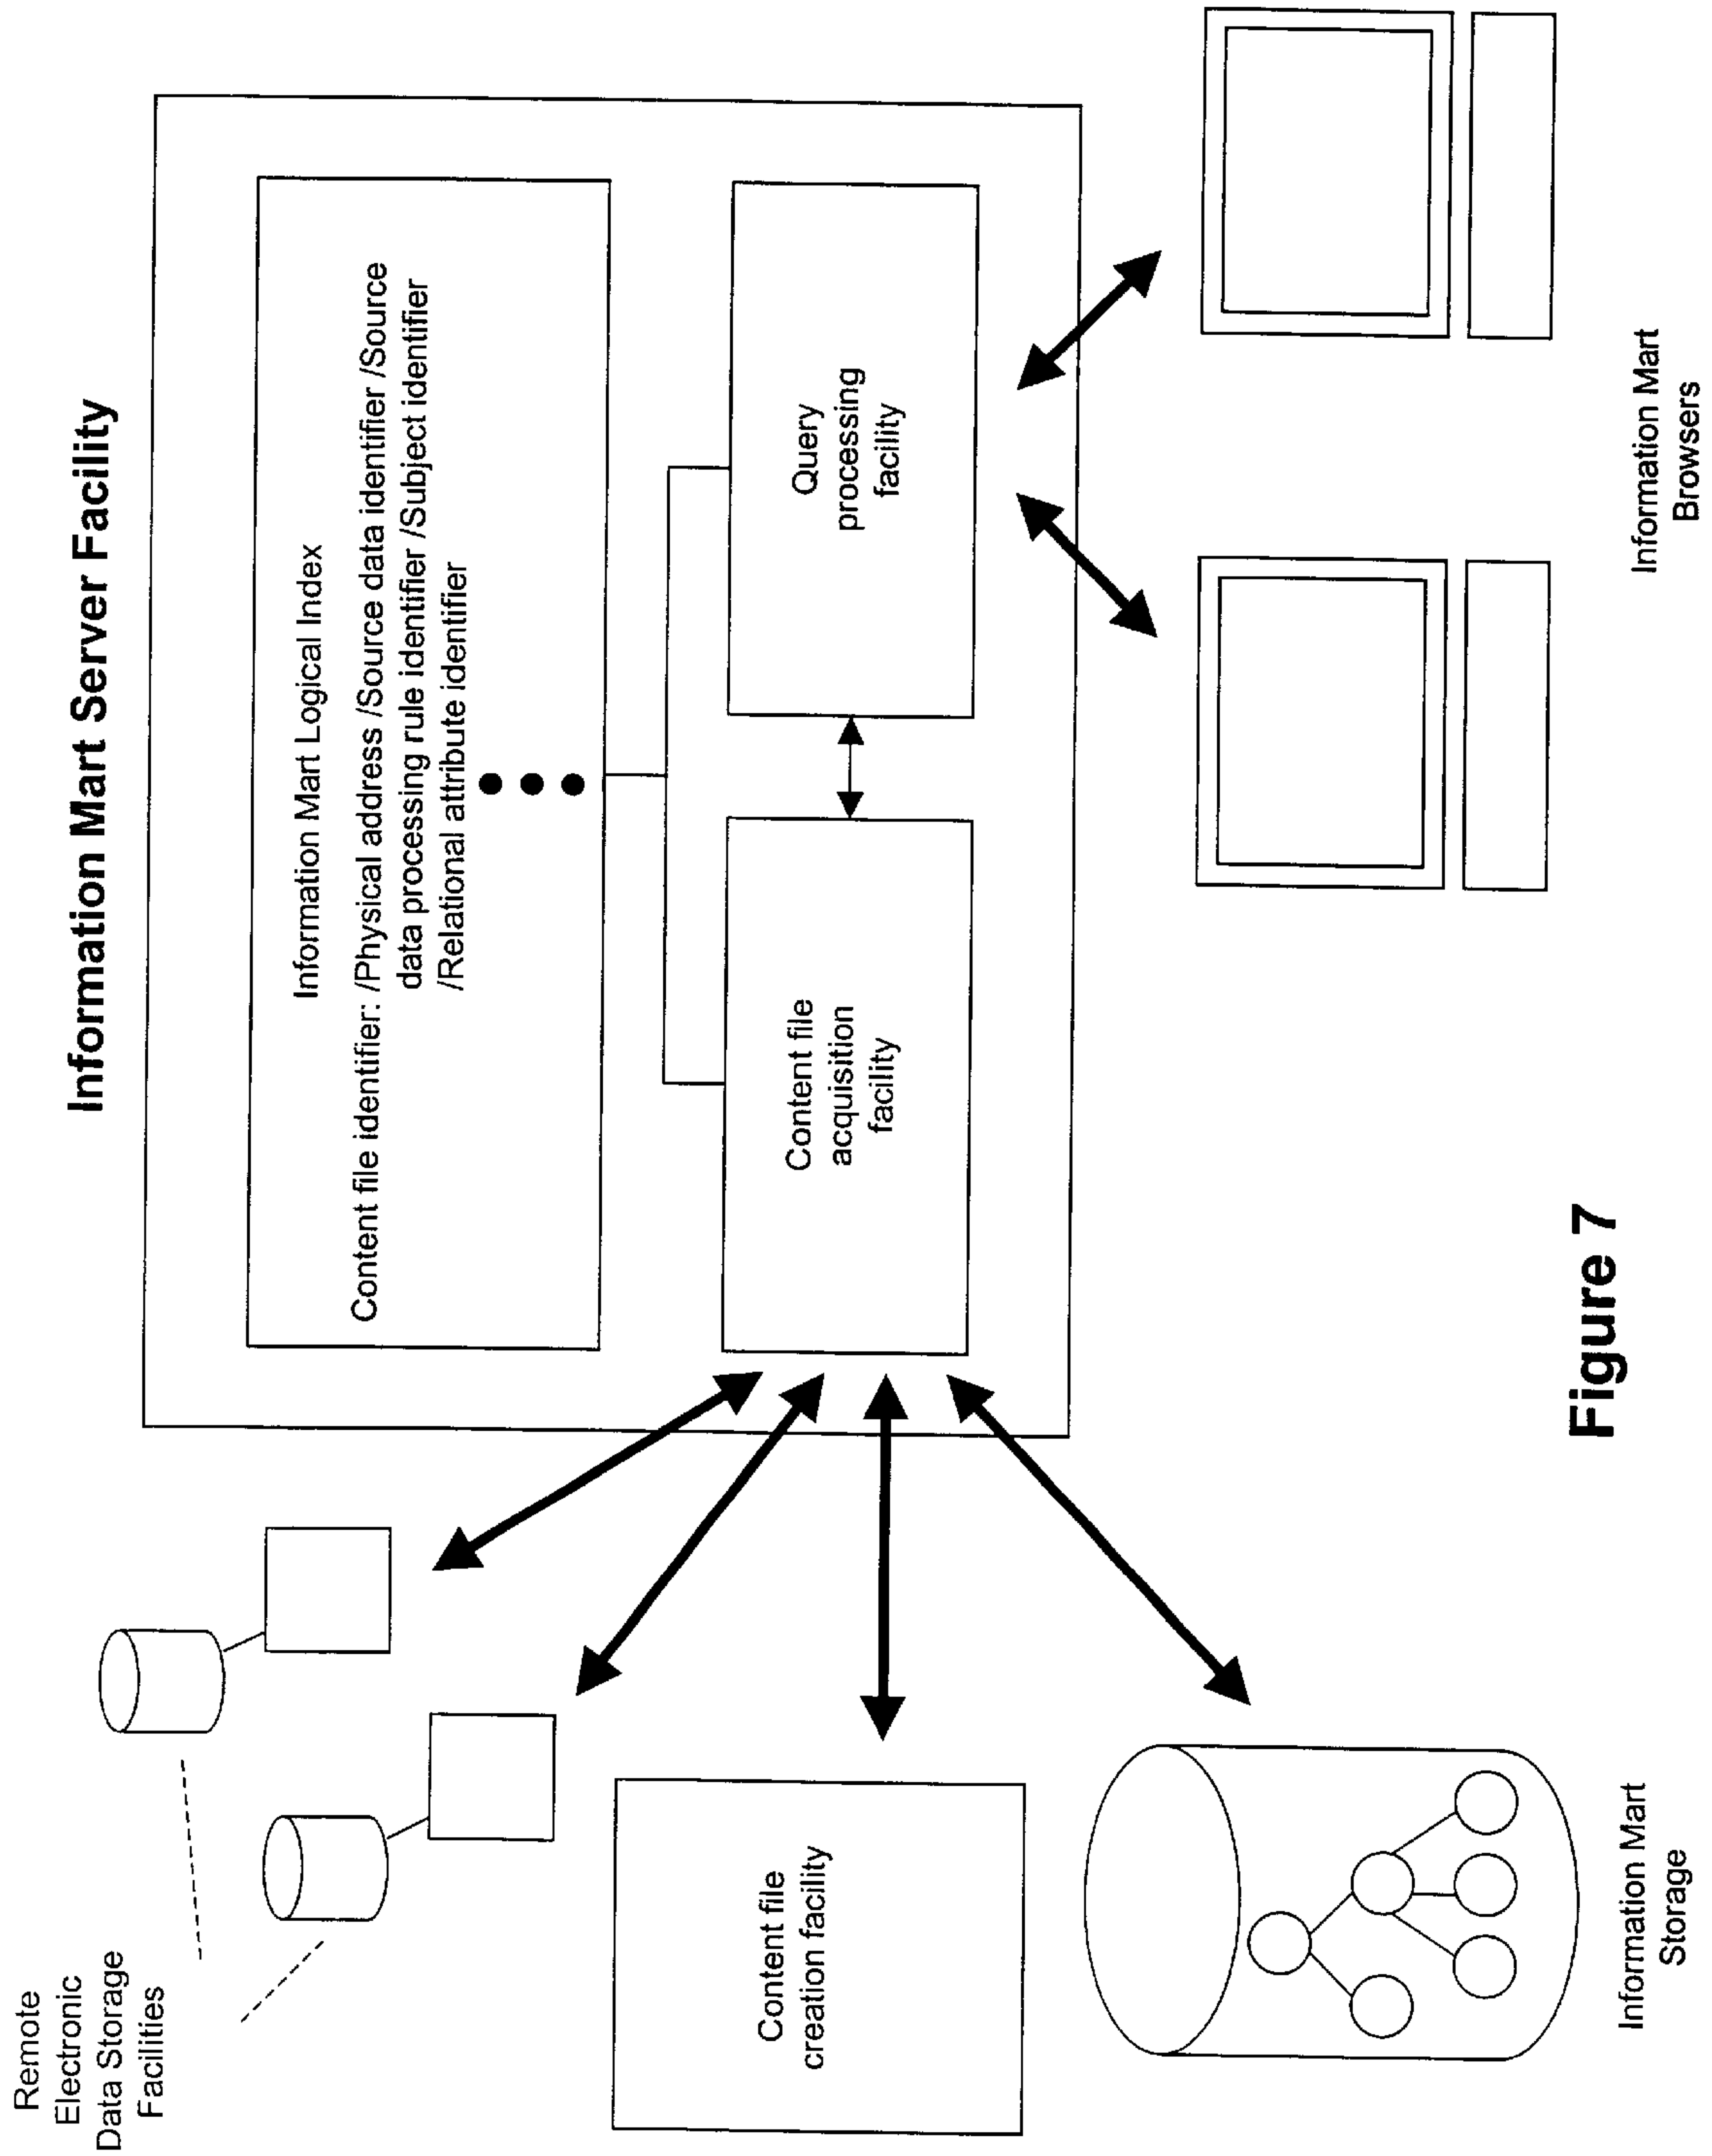 Information Mart Server Facility
Remote
Electronic
Data Storage
Facilities
Information Mart Logical Index
Content file identifier: /Physical address /Source data identifier /Source
data processing rule identifier /Subject identifier
/Relational attribute identifier
Content file
acquisition
facility
Query
processing
facility
Content file
creation facility
Information Mart
Storage
Information Mart
Browsers
Figure 7